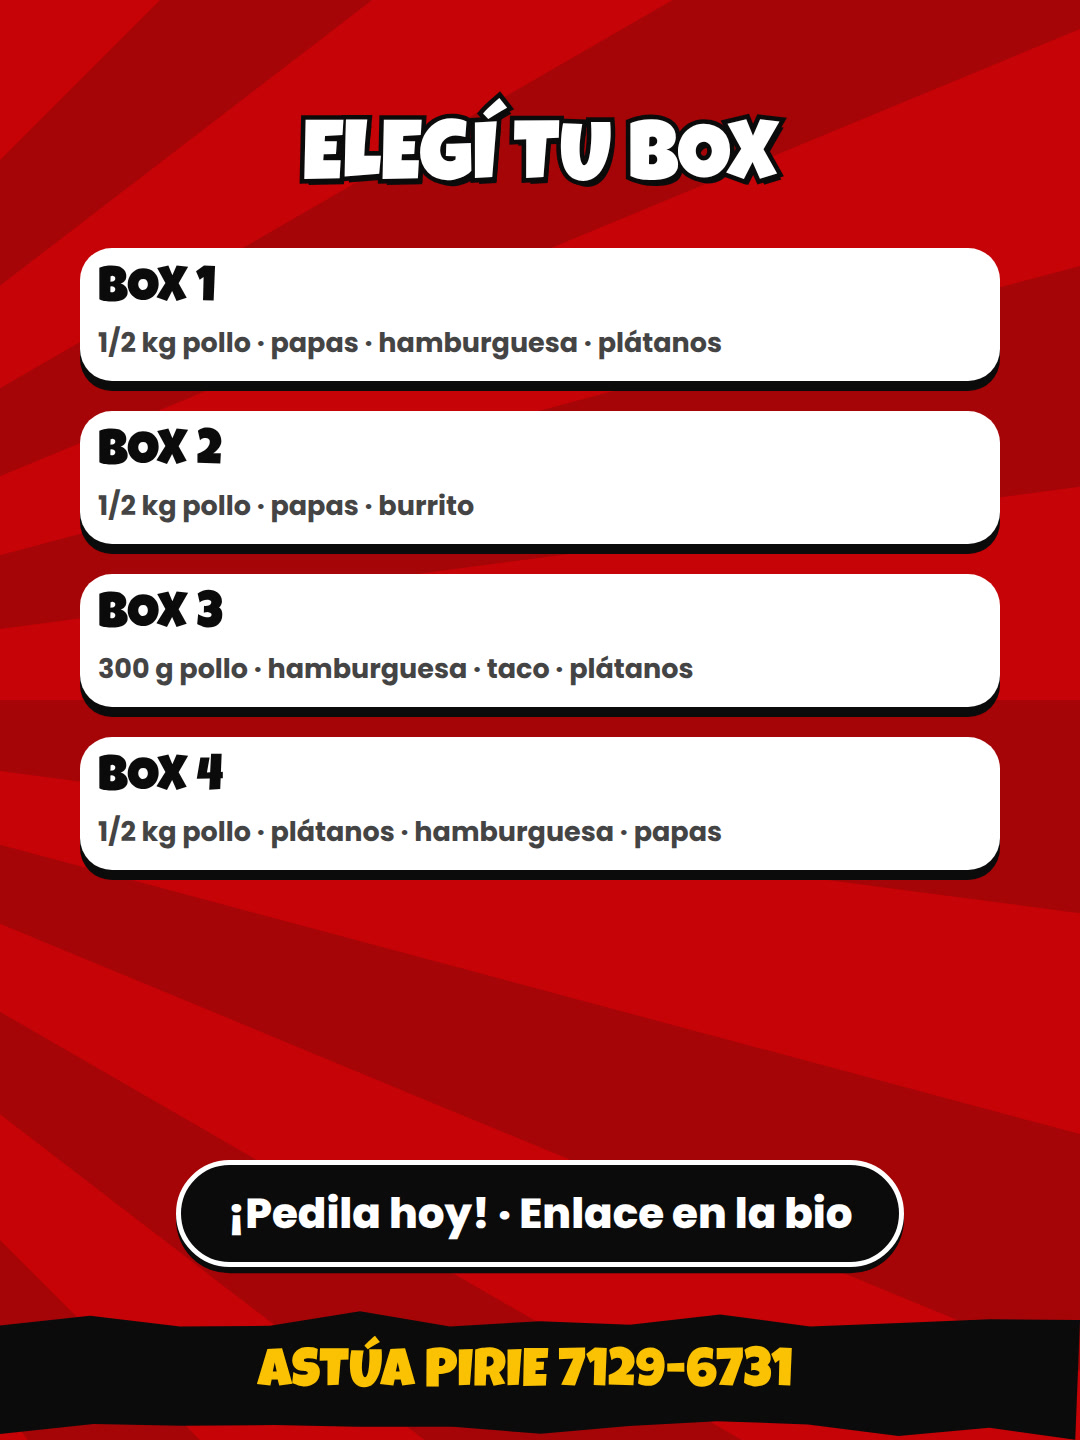 ELEGÍ TU BOX
BOX 1
1/2 kg pollo · papas · hamburguesa · plátanos
BOX 2
1/2 kg pollo · papas · burrito
BOX 3
300 g pollo · hamburguesa · taco · plátanos
BOX 4
1/2 kg pollo · plátanos · hamburguesa · papas
¡Pedila hoy! · Enlace en la bio
ASTÚA PIRIE 7129-6731